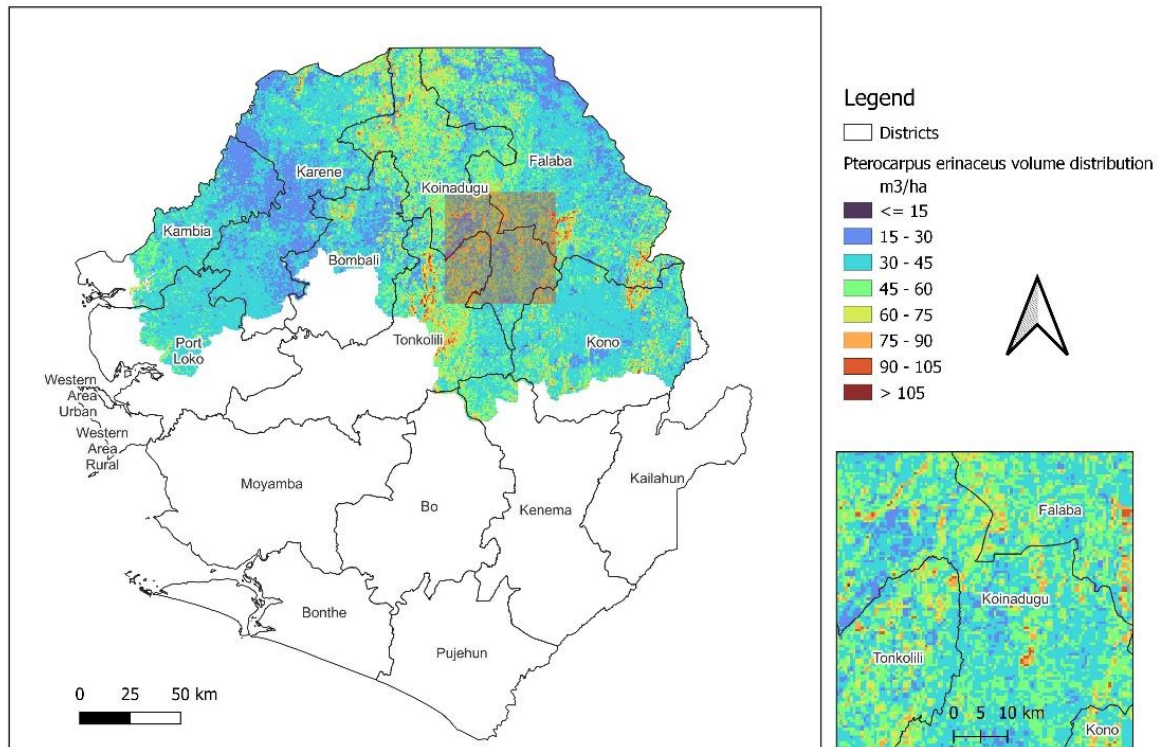 Falaba
Karene
Koinadugu
Kambia
Bombali
Port
Loko
Tonkolili
Kono
Western
Area
Urban
Western
Area
Rural
Moyamba
Bo
Kenema
Kailahun
Bonthe
Pujehun
0 25 50 km
Legend
Districts
Pterocarpus erinaceus volume distribution
m3/ha
<= 15
15 - 30
30 - 45
45 - 60
60 - 75
75 - 90
90 - 105
> 105
Falaba
Koinadugu
Tonkolili
0 5 10 km
Kono